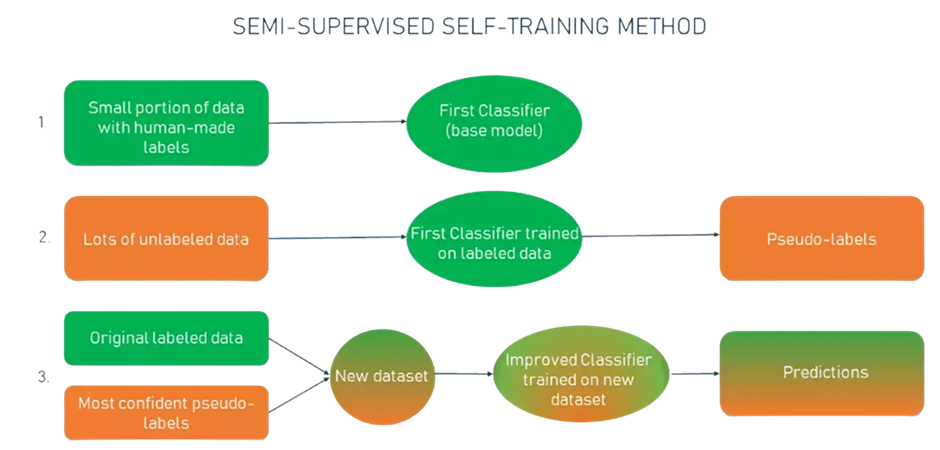 SEMI-SUPERVISED SELF-TRAINING METHOD
1.
Small portion of data
with human-made
labels
First Classifier
(base model)
2.
Lots of unlabeled data
First Classifier trained
on labeled data
Pseudo-labels
3.
Original labeled data
Most confident pseudo-
labels
New dataset
Improved Classifier
trained on new
dataset
Predictions